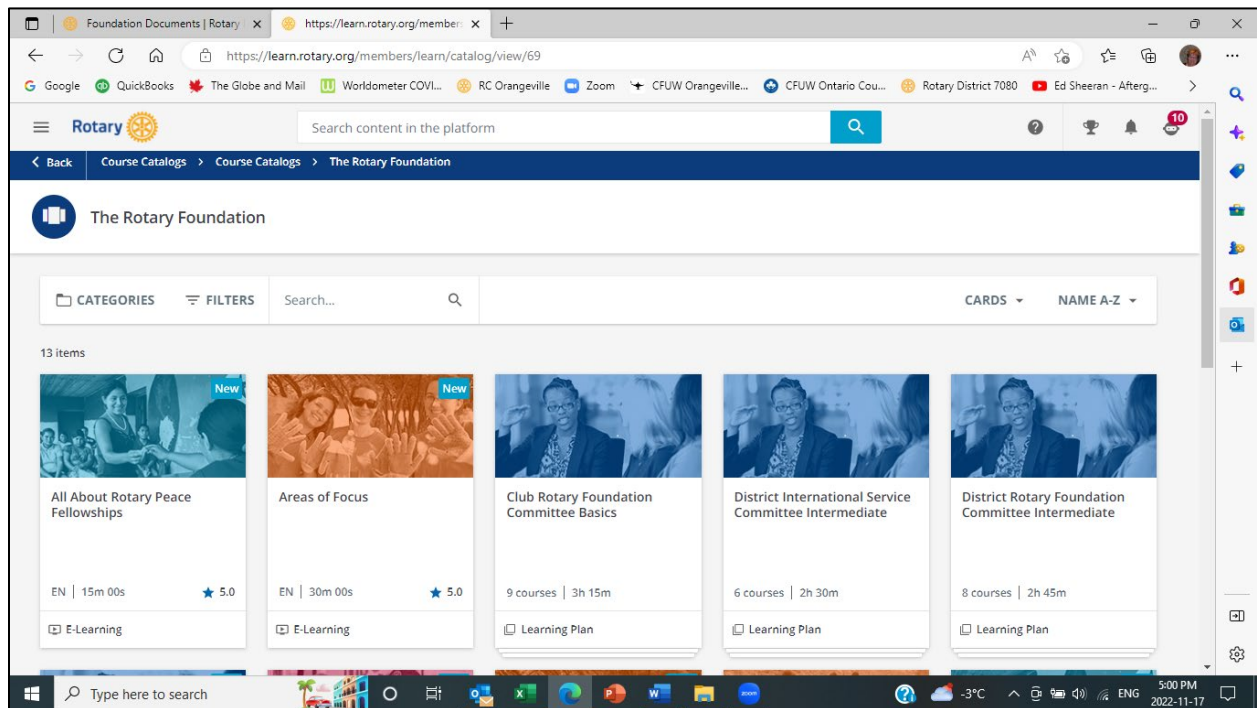 Foundation Documents | Rotary
https://learn.rotary.org/member
https://learn.rotary.org/members/learn/catalog/view/69
Google QuickBooks The Globe and Mail Worldometer COVI... RC Orangeville Zoom CFUW Orangeville... CFUW Ontario Cou... Rotary District 7080 Ed Sheeran - Afterg...
Rotary
Search content in the platform
10
Back Course Catalogs > Course Catalogs > The Rotary Foundation
The Rotary Foundation
CATEGORIES FILTERS Search... CARDS NAME A-Z
13 items
New
All About Rotary Peace
Fellowships
EN | 15m 00s ★ 5.0
E-Learning
New
Areas of Focus
EN | 30m 00s ★ 5.0
E-Learning
Club Rotary Foundation
Committee Basics
9 courses | 3h 15m
Learning Plan
District International Service
Committee Intermediate
6 courses | 2h 30m
Learning Plan
District Rotary Foundation
Committee Intermediate
8 courses | 2h 45m
Learning Plan
Type here to search
-3°C
ENG
5:00 PM
2022-11-17